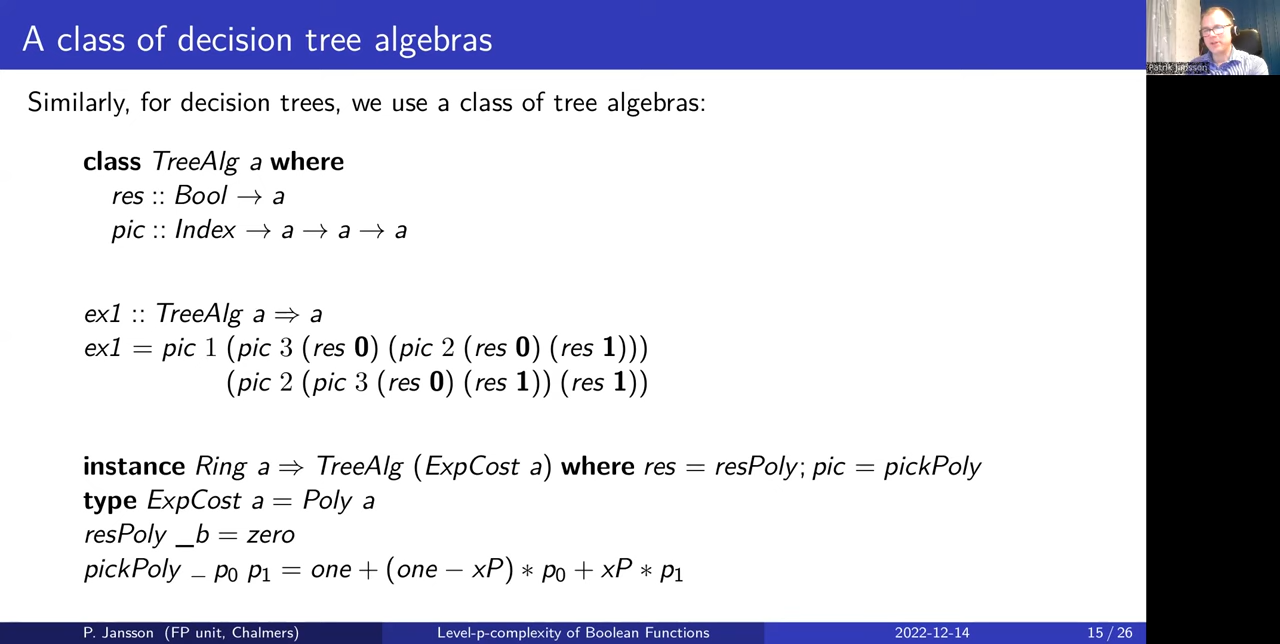 A class of decision tree algebras
Patrik Jansson
Similarly, for decision trees, we use a class of tree algebras:
class TreeAlg a where
res :: Bool → a
pic :: Index → a → a → a
ex1 :: TreeAlg a ⇒ a
ex1 = pic 1 (pic 3 (res 0) (pic 2 (res 0) (res 1)))
(pic 2 (pic 3 (res 0) (res 1)) (res 1))
instance Ring a ⇒ TreeAlg (ExpCost a) where res = resPoly; pic = pickPoly
type ExpCost a = Poly a
resPoly _b = zero
pickPoly _ p₀ p₁ = one + (one − xP) ∗ p₀ + xP ∗ p₁
P. Jansson (FP unit, Chalmers) Level-p-complexity of Boolean Functions 2022-12-14 15 / 26